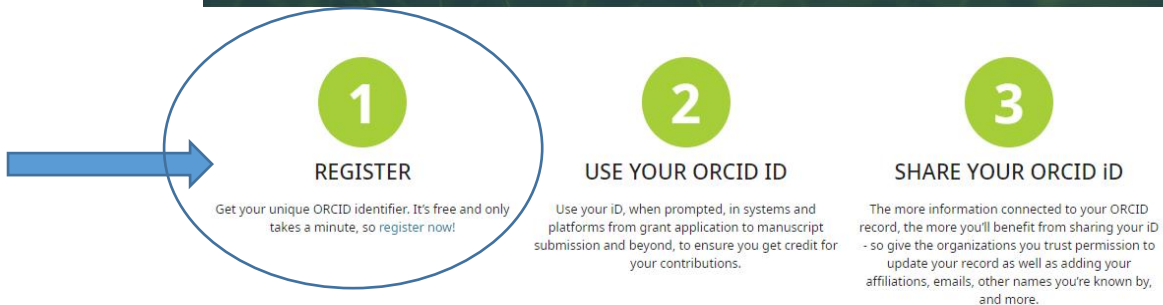 1
REGISTER
Get your unique ORCID identifier. It's free and only
takes a minute, so register now!
2
USE YOUR ORCID ID
Use your iD, when prompted, in systems and
platforms from grant application to manuscript
submission and beyond, to ensure you get credit for
your contributions.
3
SHARE YOUR ORCID iD
The more information connected to your ORCID
record, the more you'll benefit from sharing your iD
- so give the organizations you trust permission to
update your record as well as adding your
affiliations, emails, other names you're known by,
and more.